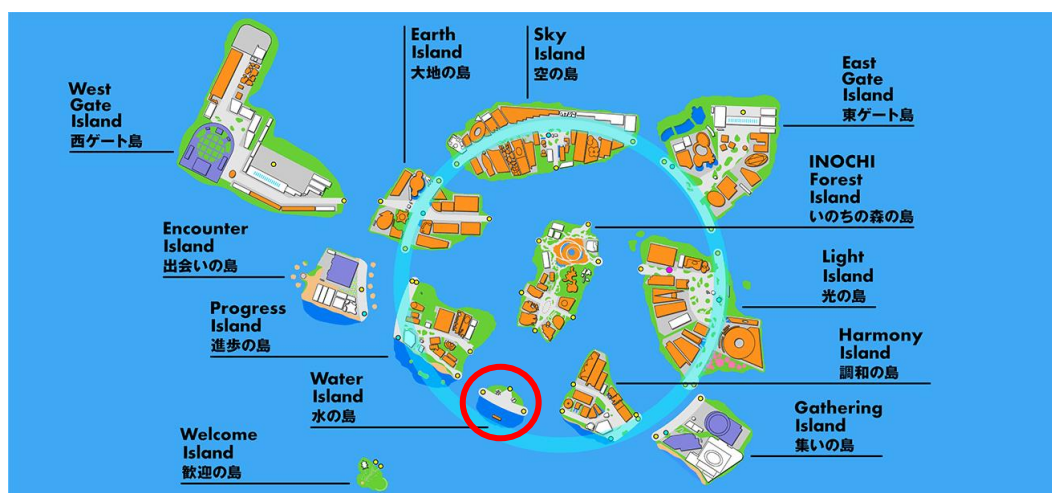 Earth
Island
大地の島
Sky
Island
空の島
East
Gate
Island
東ゲート島
West
Gate
Island
西ゲート島
INOCHI
Forest
Island
いのちの森の島
Encounter
Island
出会いの島
Light
Island
光の島
Progress
Island
進歩の島
Harmony
Island
調和の島
Water
Island
水の島
Gathering
Island
集いの島
Welcome
Island
歓迎の島